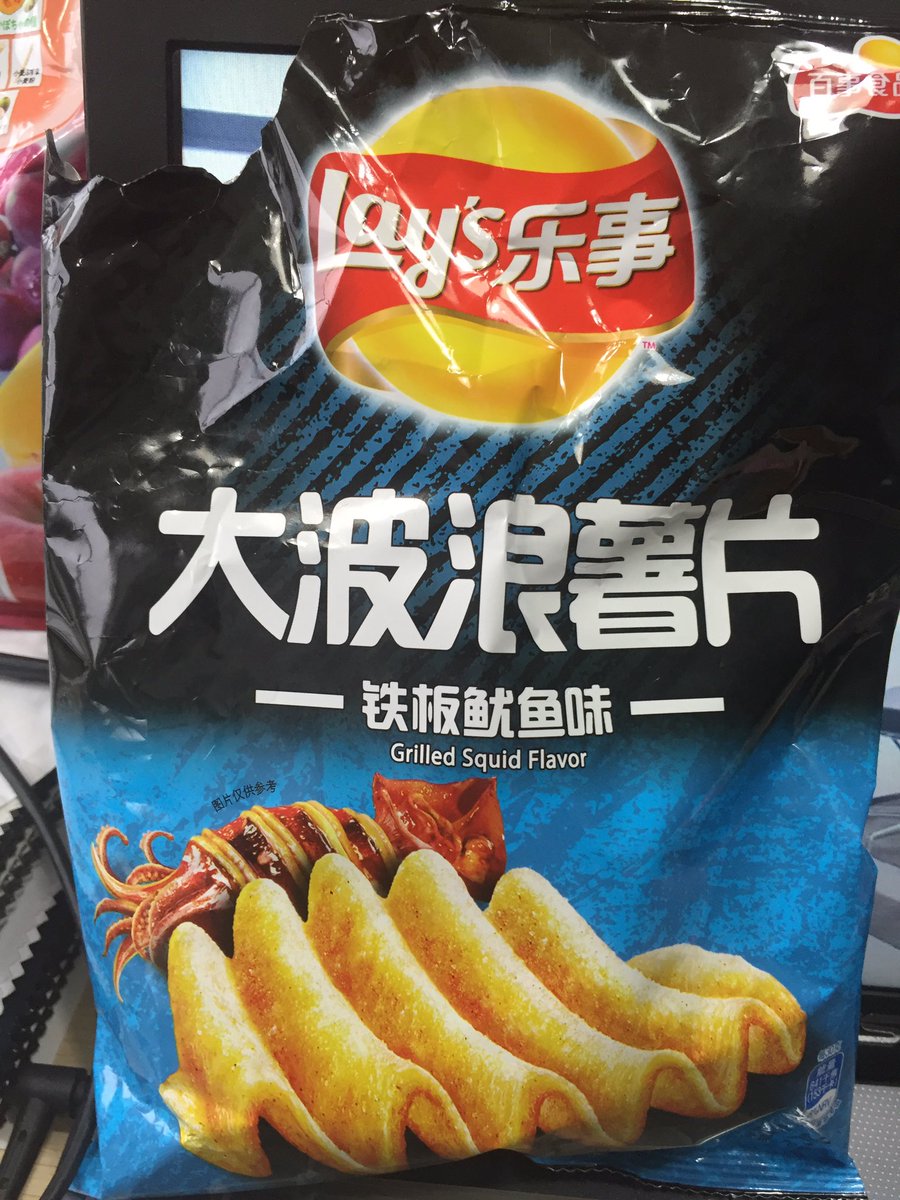 百事食品
Lay's乐事
TM
大波浪薯片
铁板鱿鱼味
Grilled Squid Flavor
图片仅供参考